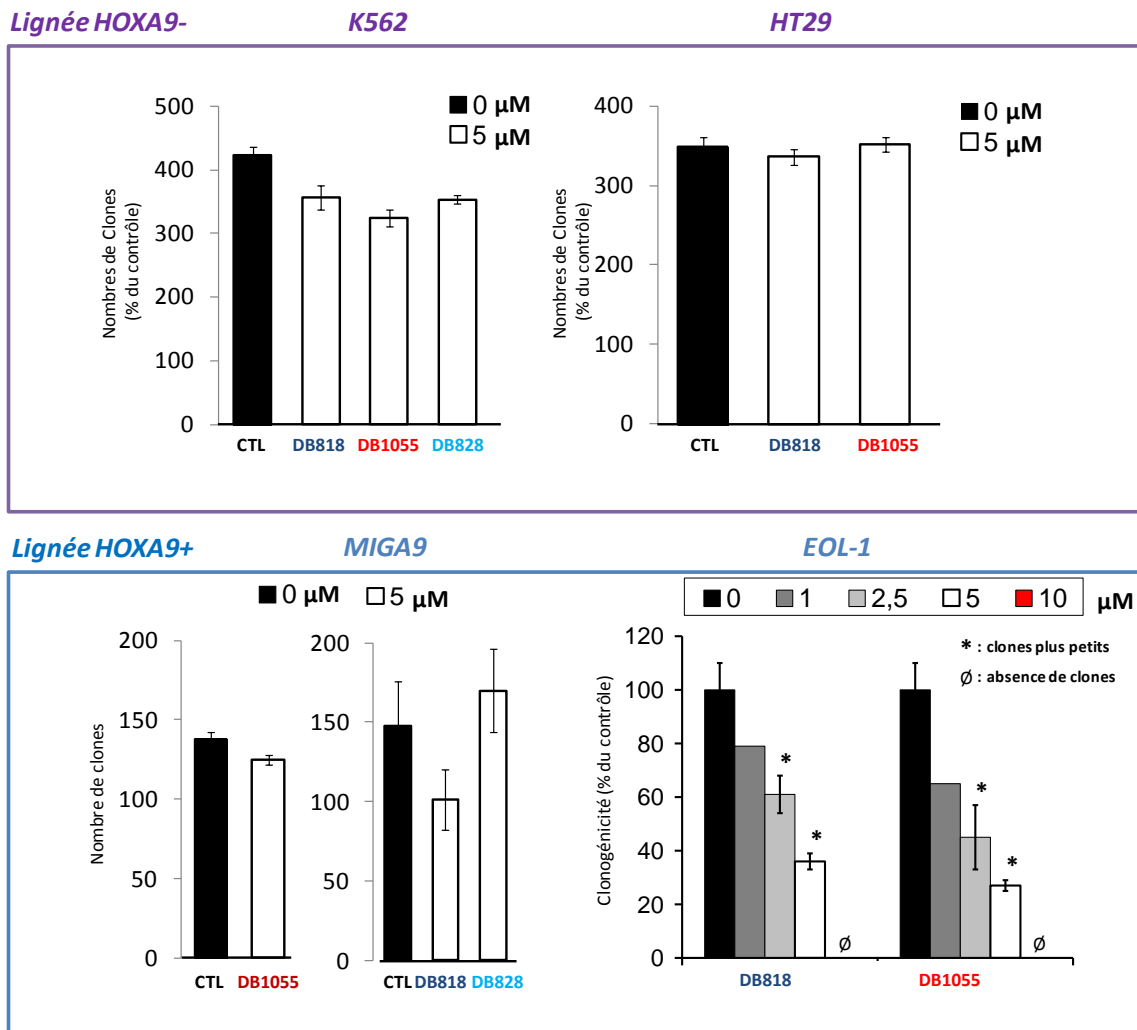 Lignée HOXA9- K562 HT29
500
400
300
200
100
0
Nombres de Clones
(% du contrôle)
0 µM
5 µM
CTL DB818 DB1055 DB828
400
300
200
100
0
Nombres de Clones
(% du contrôle)
0 µM
5 µM
CTL DB818 DB1055
Lignée HOXA9+ MIGA9 EOL-1
0 µM 5 µM
200
150
100
50
0
Nombre de clones
CTL DB1055
200
150
100
50
0
CTL DB818 DB828
0 1 2,5 5 10 µM
120
100
80
60
40
20
0
Clonogénicité (% du contrôle)
* : clones plus petits
Ø : absence de clones
* * Ø * * Ø
DB818 DB1055